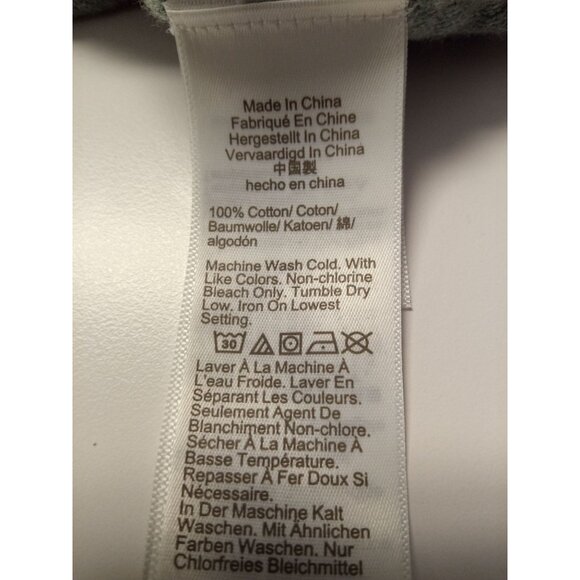 Made In China
Fabriqué En Chine
Hergestellt In China
Vervaardigd In China
中国製
hecho en china
100% Cotton/ Coton/
Baumwolle/ Katoen/ 綿/
algodón
Machine Wash Cold. With
Like Colors. Non-chlorine
Bleach Only. Tumble Dry
Low. Iron On Lowest
Setting.
30
Laver À La Machine À
L'eau Froide. Laver En
Séparant Les Couleurs.
Seulement Agent De
Blanchiment Non-chlore.
Sécher À La Machine À
Basse Température.
Repasser À Fer Doux Si
Nécessaire.
In Der Maschine Kalt
Waschen. Mit Ähnlichen
Farben Waschen. Nur
Chlorfreies Bleichmittel